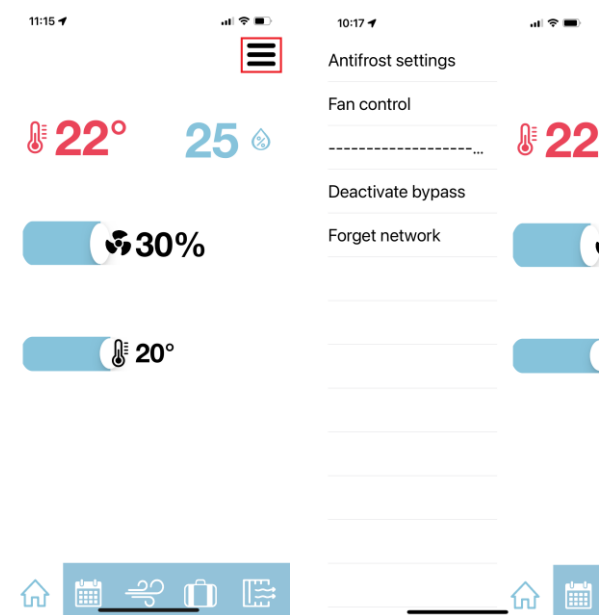 11:15
22°
25 %
30%
20°
10:17
Antifrost settings
Fan control
-------------------...
Deactivate bypass
Forget network
22